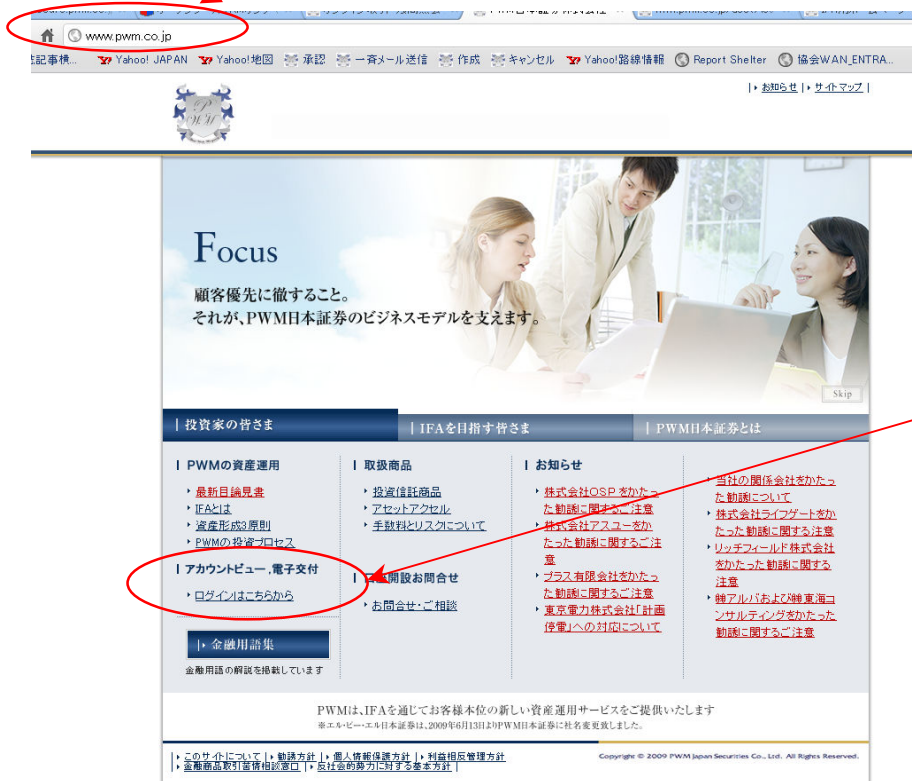 www.pwm.co.jp
Yahoo! JAPAN Yahoo!地図 承認 一斉メール送信 作成 キャンセル Yahoo!路線情報 Report Shelter 協会WAN_ENTRA...
|お知らせ|サイトマップ|
PWM
Focus
顧客優先に徹すること。
それが、PWM日本証券のビジネスモデルを支えます。
Skip
|投資家の皆さま |IFAを目指す皆さま |PWM日本証券とは
PWMの資産運用
最新目論見書
IFAとは
資産形成3原則
PWMの投資プロセス
アカウントビュー,電子交付
ログインはこちらから
金融用語集
金融用語の解説を掲載しています
取扱商品
投資信託商品
アセットアクセル
手数料とリスクについて
開設お問合せ
お問合せ・ご相談
お知らせ
株式会社OSPをかたっ
た勧誘に関するご注意
株式会社アスユーをか
たった勧誘に関するご注
意
プラス有限会社をかたっ
た勧誘に関するご注意
東京電力株式会社「計画
停電」への対応について
当社の関係会社をかたっ
た勧誘について
株式会社ライフゲートをか
たった勧誘に関する注意
リッチフィールド株式会社
をかたった勧誘に関する
注意
㈱アルバおよび㈱東海コ
ンサルティングをかたった
勧誘に関するご注意
PWMは、IFAを通じてお客様本位の新しい資産運用サービスをご提供いたします
※エル・ピー・エル日本証券は、2009年6月13日よりPWM日本証券に社名変更致しました。
|このサイトについて|勧誘方針|個人情報保護方針|利益相反管理方針
|金融商品取引苦情相談窓口|反社会的勢力に対する基本方針|
Copyright © 2009 PWM Japan Securities Co., Ltd. All Rights Reserved.